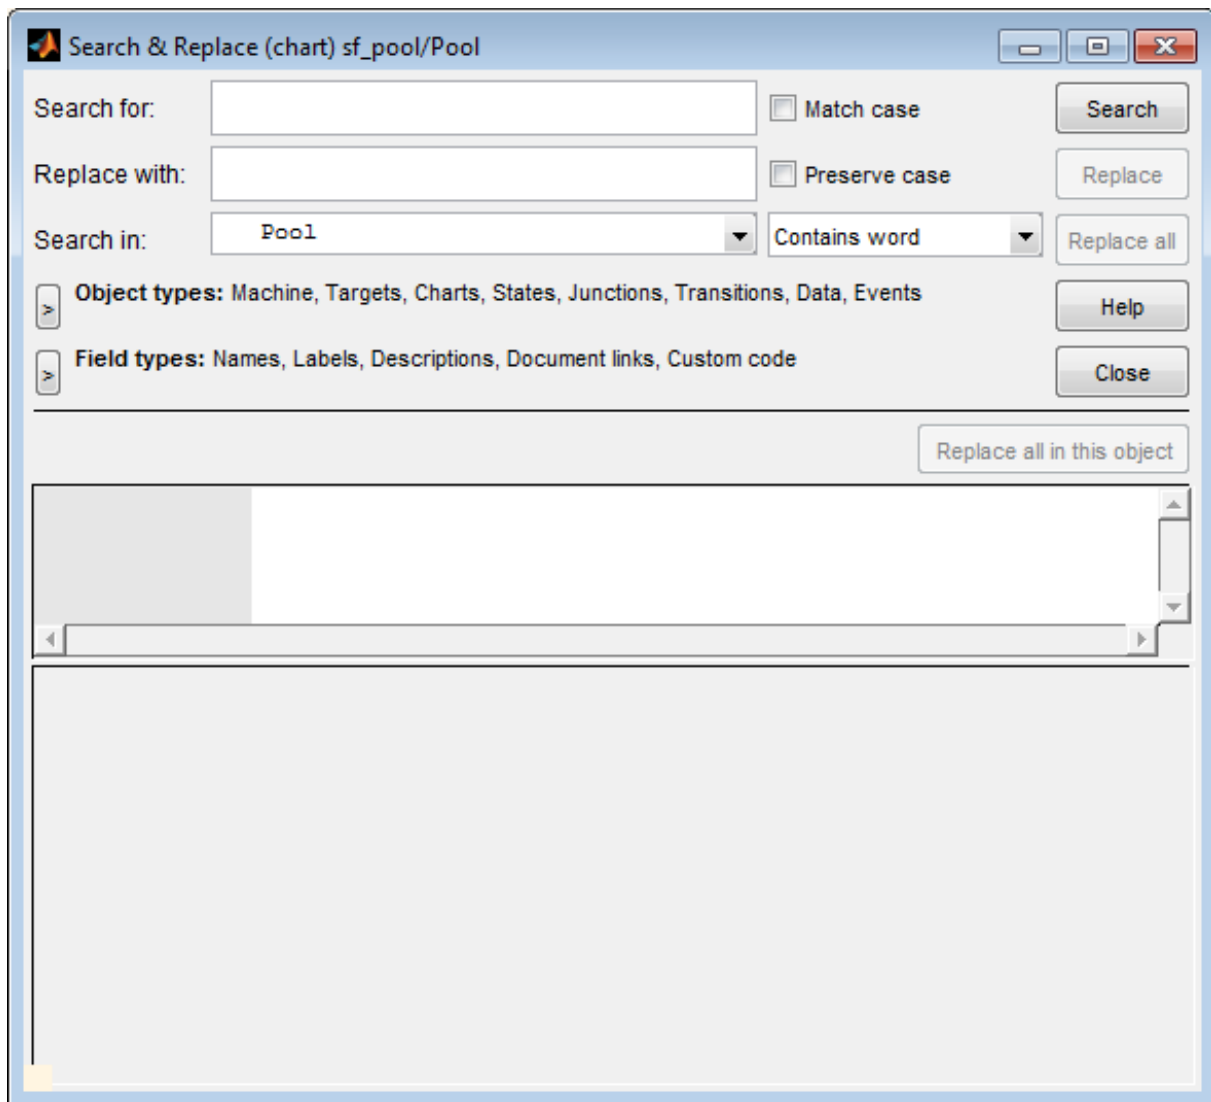 Search & Replace (chart) sf_pool/Pool
Search for:
Match case
Search
Replace with:
Preserve case
Replace
Search in:
Pool
Contains word
Replace all
> Object types: Machine, Targets, Charts, States, Junctions, Transitions, Data, Events
Help
> Field types: Names, Labels, Descriptions, Document links, Custom code
Close
Replace all in this object